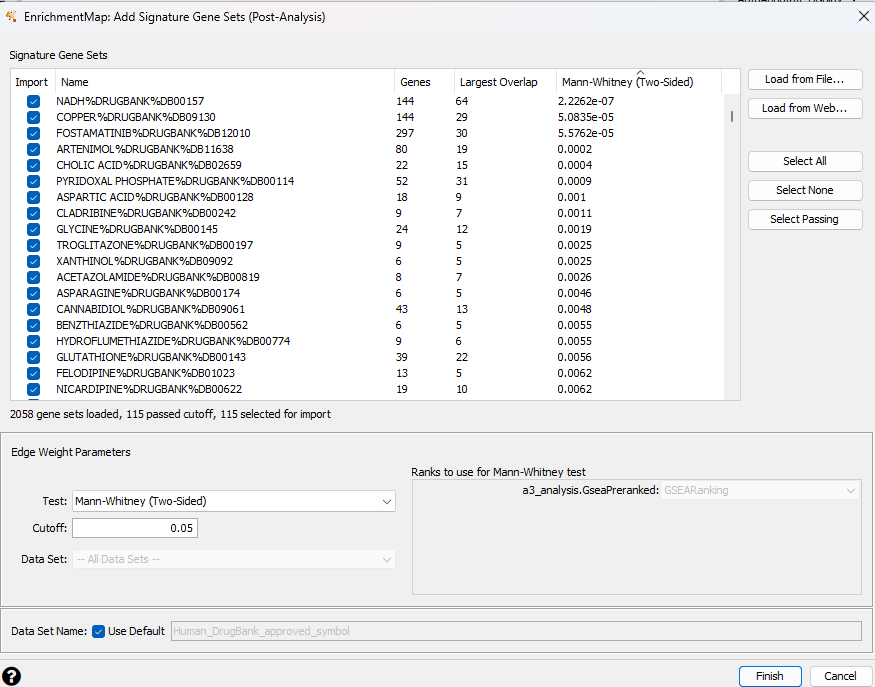 EnrichmentMap: Add Signature Gene Sets (Post-Analysis)
Signature Gene Sets
Import Name Genes Largest Overlap Mann-Whitney (Two-Sided)
NADH%DRUGBANK%DB00157 144 64 2.2262e-07
COPPER%DRUGBANK%DB09130 144 29 5.0835e-05
FOSTAMATINIB%DRUGBANK%DB12010 297 30 5.5762e-05
ARTENIMOL%DRUGBANK%DB11638 80 19 0.0002
CHOLIC ACID%DRUGBANK%DB02659 22 15 0.0004
PYRIDOXAL PHOSPHATE%DRUGBANK%DB00114 52 31 0.0009
ASPARTIC ACID%DRUGBANK%DB00128 18 9 0.001
CLADRIBINE%DRUGBANK%DB00242 9 7 0.0011
GLYCINE%DRUGBANK%DB00145 24 12 0.0019
TROGLITAZONE%DRUGBANK%DB00197 9 5 0.0025
XANTHINOL%DRUGBANK%DB09092 6 5 0.0025
ACETAZOLAMIDE%DRUGBANK%DB00819 8 7 0.0026
ASPARAGINE%DRUGBANK%DB00174 6 5 0.0046
CANNABIDIOL%DRUGBANK%DB09061 43 13 0.0048
BENZTHIAZIDE%DRUGBANK%DB00562 6 5 0.0055
HYDROFLUMETHIAZIDE%DRUGBANK%DB00774 9 6 0.0055
GLUTATHIONE%DRUGBANK%DB00143 39 22 0.0056
FELODIPINE%DRUGBANK%DB01023 13 5 0.0062
NICARDIPINE%DRUGBANK%DB00622 19 10 0.0062
Load from File...
Load from Web...
Select All
Select None
Select Passing
2058 gene sets loaded, 115 passed cutoff, 115 selected for import
Edge Weight Parameters
Test: Mann-Whitney (Two-Sided)
Cutoff: 0.05
Data Set: -- All Data Sets --
Ranks to use for Mann-Whitney test
a3_analysis.GseaPreranked: GSEARanking
Data Set Name: Use Default Human_DrugBank_approved_symbol
?
Finish Cancel